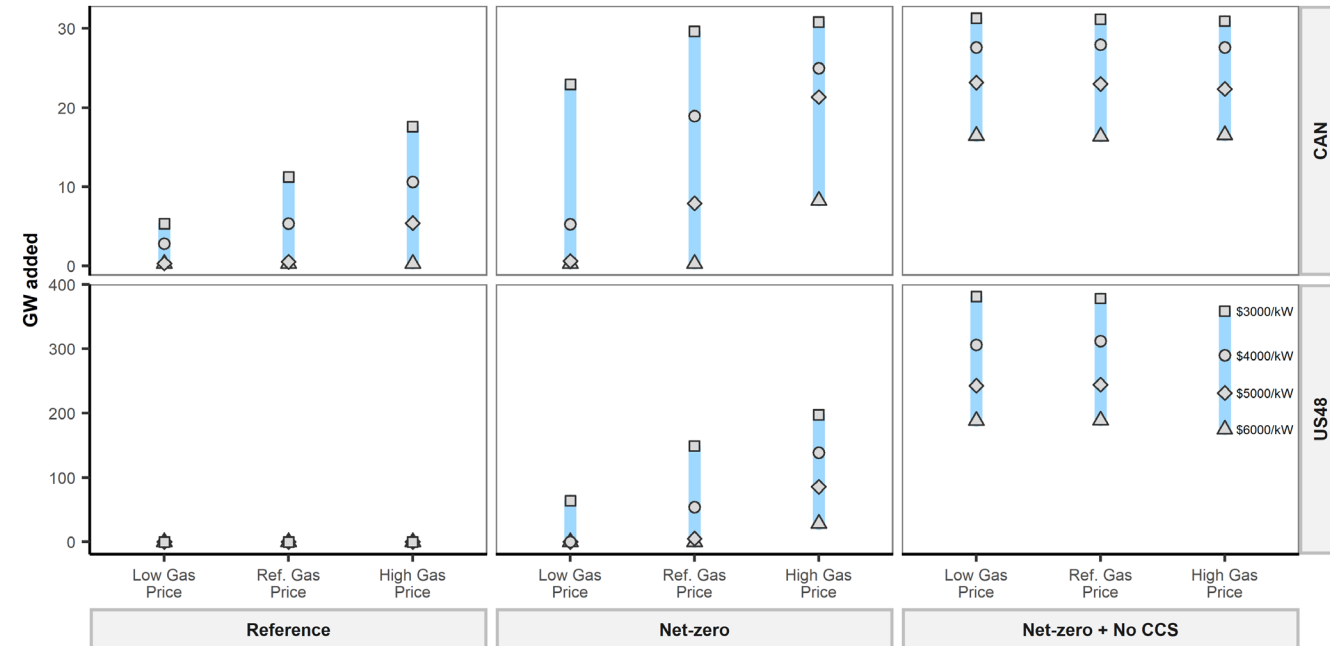 30
20
10
0
CAN
GW added
400
300
200
100
0
$3000/kW
$4000/kW
$5000/kW
$6000/kW
US48
Low Gas
Price
Ref. Gas
Price
High Gas
Price
Low Gas
Price
Ref. Gas
Price
High Gas
Price
Low Gas
Price
Ref. Gas
Price
High Gas
Price
Reference
Net-zero
Net-zero + No CCS